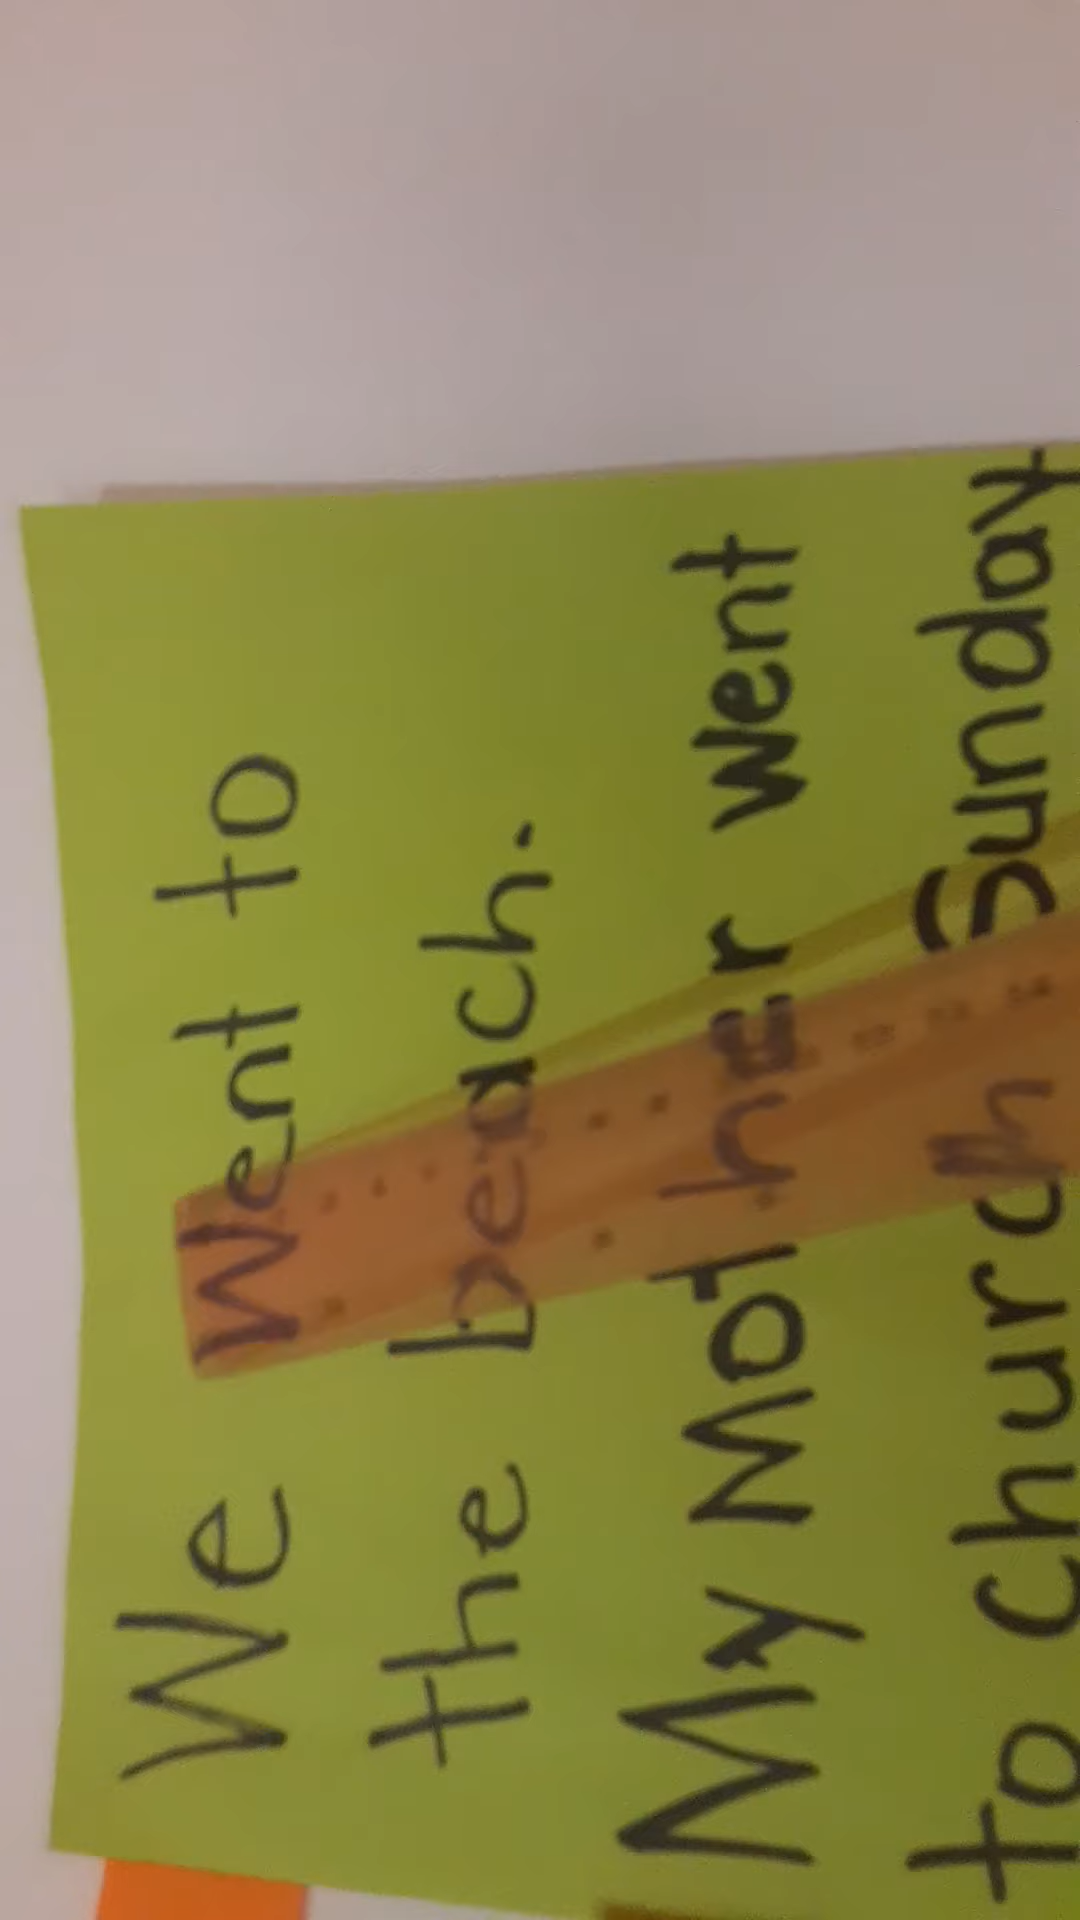 We went to
the beach.
My Mother went
to church Sunday